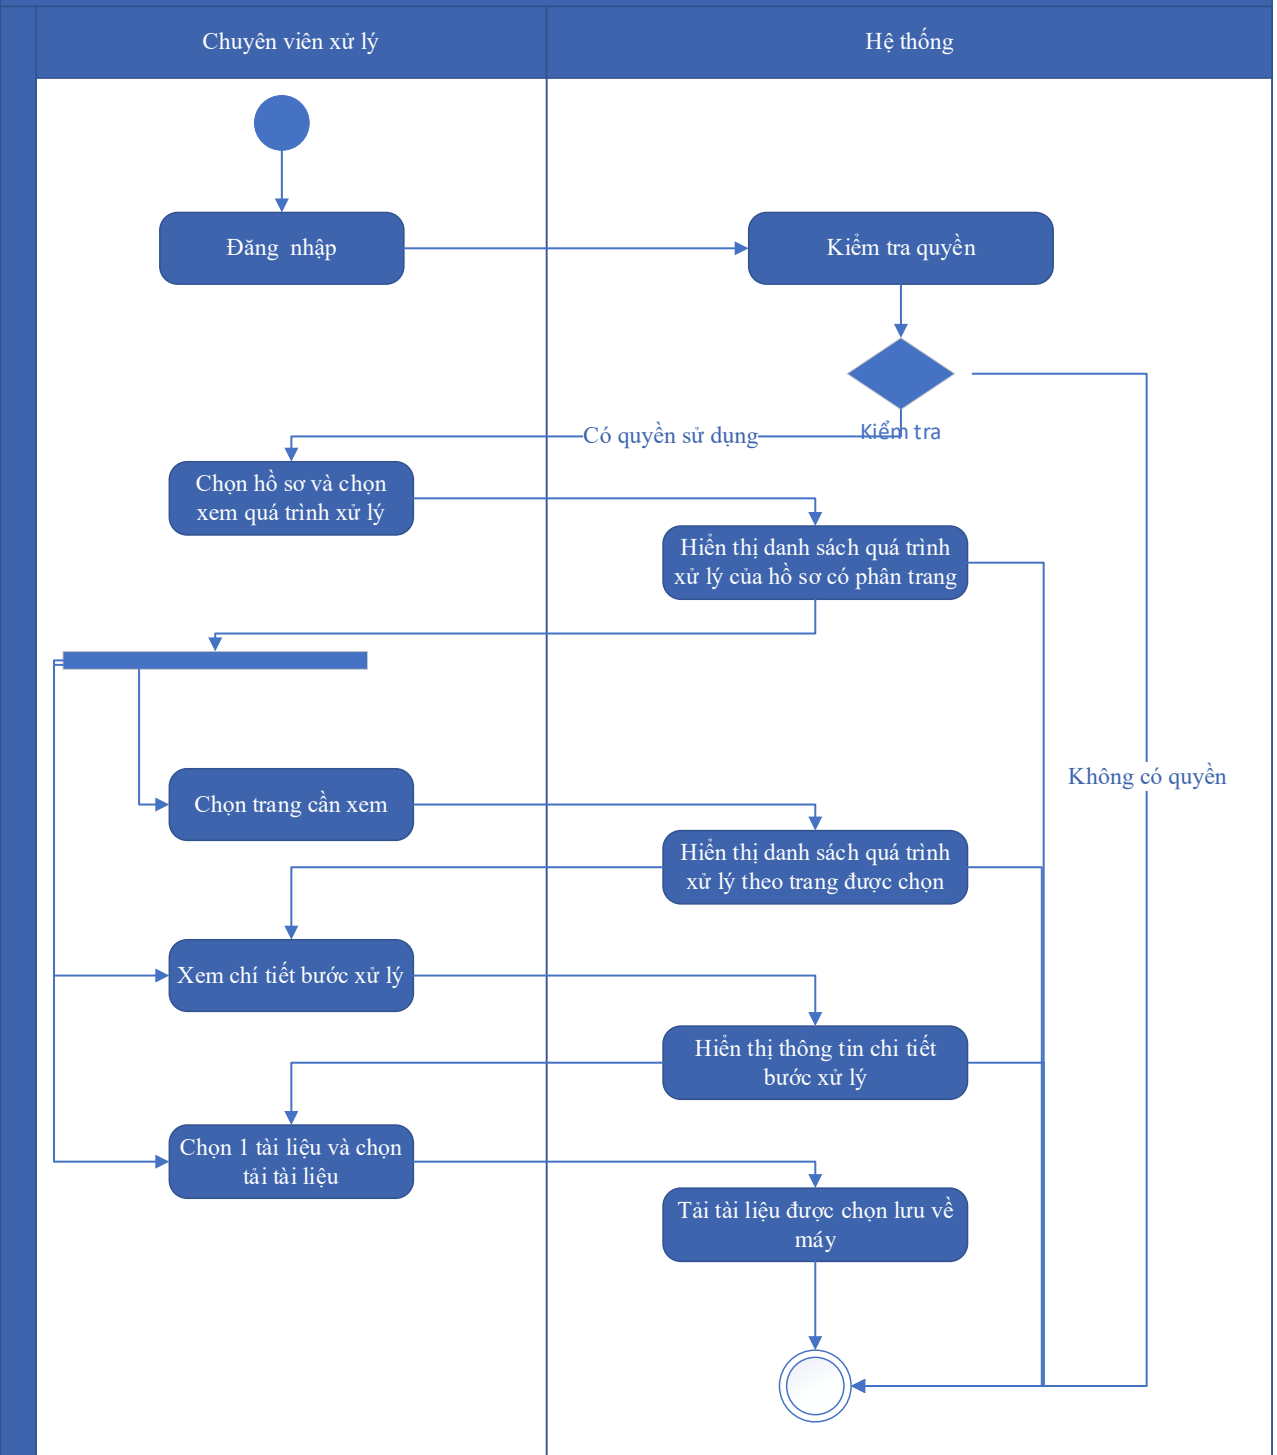 Chuyên viên xử lý
Hệ thống
Đăng nhập
Kiểm tra quyền
Kiểm tra
Có quyền sử dụng
Chọn hồ sơ và chọn
xem quá trình xử lý
Hiển thị danh sách quá trình
xử lý của hồ sơ có phân trang
Không có quyền
Chọn trang cần xem
Hiển thị danh sách quá trình
xử lý theo trang được chọn
Xem chí tiết bước xử lý
Hiển thị thông tin chi tiết
bước xử lý
Chọn 1 tài liệu và chọn
tải tài liệu
Tải tài liệu được chọn lưu về
máy